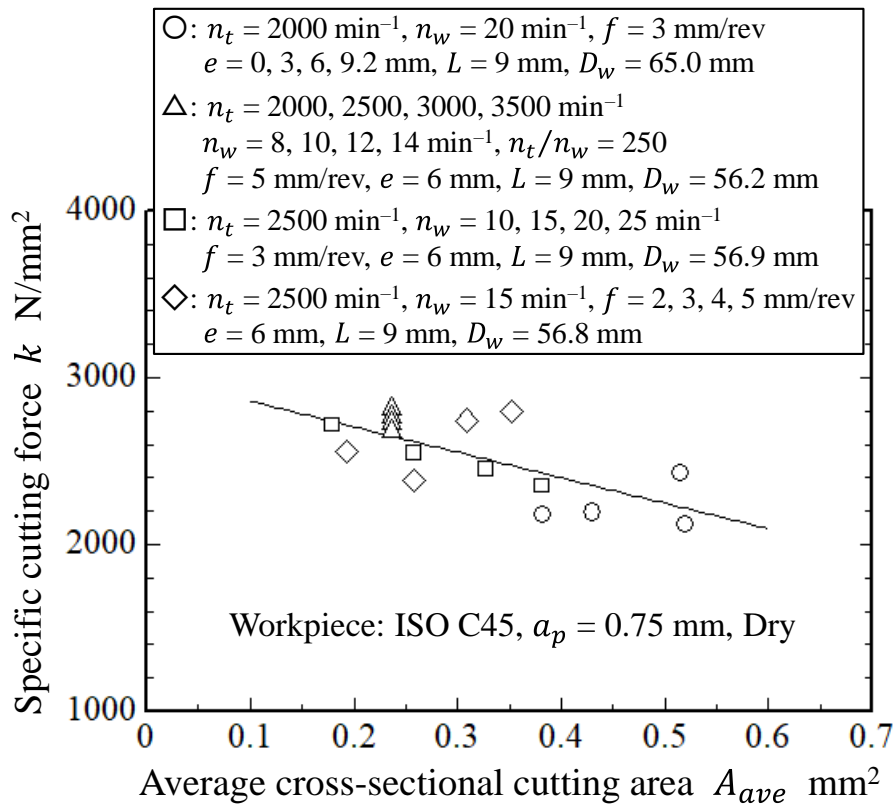 ○: n_t = 2000 min⁻¹, n_w = 20 min⁻¹, f = 3 mm/rev
e = 0, 3, 6, 9.2 mm, L = 9 mm, D_w = 65.0 mm
△: n_t = 2000, 2500, 3000, 3500 min⁻¹
n_w = 8, 10, 12, 14 min⁻¹, n_t/n_w = 250
f = 5 mm/rev, e = 6 mm, L = 9 mm, D_w = 56.2 mm
□: n_t = 2500 min⁻¹, n_w = 10, 15, 20, 25 min⁻¹
f = 3 mm/rev, e = 6 mm, L = 9 mm, D_w = 56.9 mm
◇: n_t = 2500 min⁻¹, n_w = 15 min⁻¹, f = 2, 3, 4, 5 mm/rev
e = 6 mm, L = 9 mm, D_w = 56.8 mm
Specific cutting force k N/mm²
4000
3000
2000
1000
Workpiece: ISO C45, a_p = 0.75 mm, Dry
0 0.1 0.2 0.3 0.4 0.5 0.6 0.7
Average cross-sectional cutting area A_ave mm²